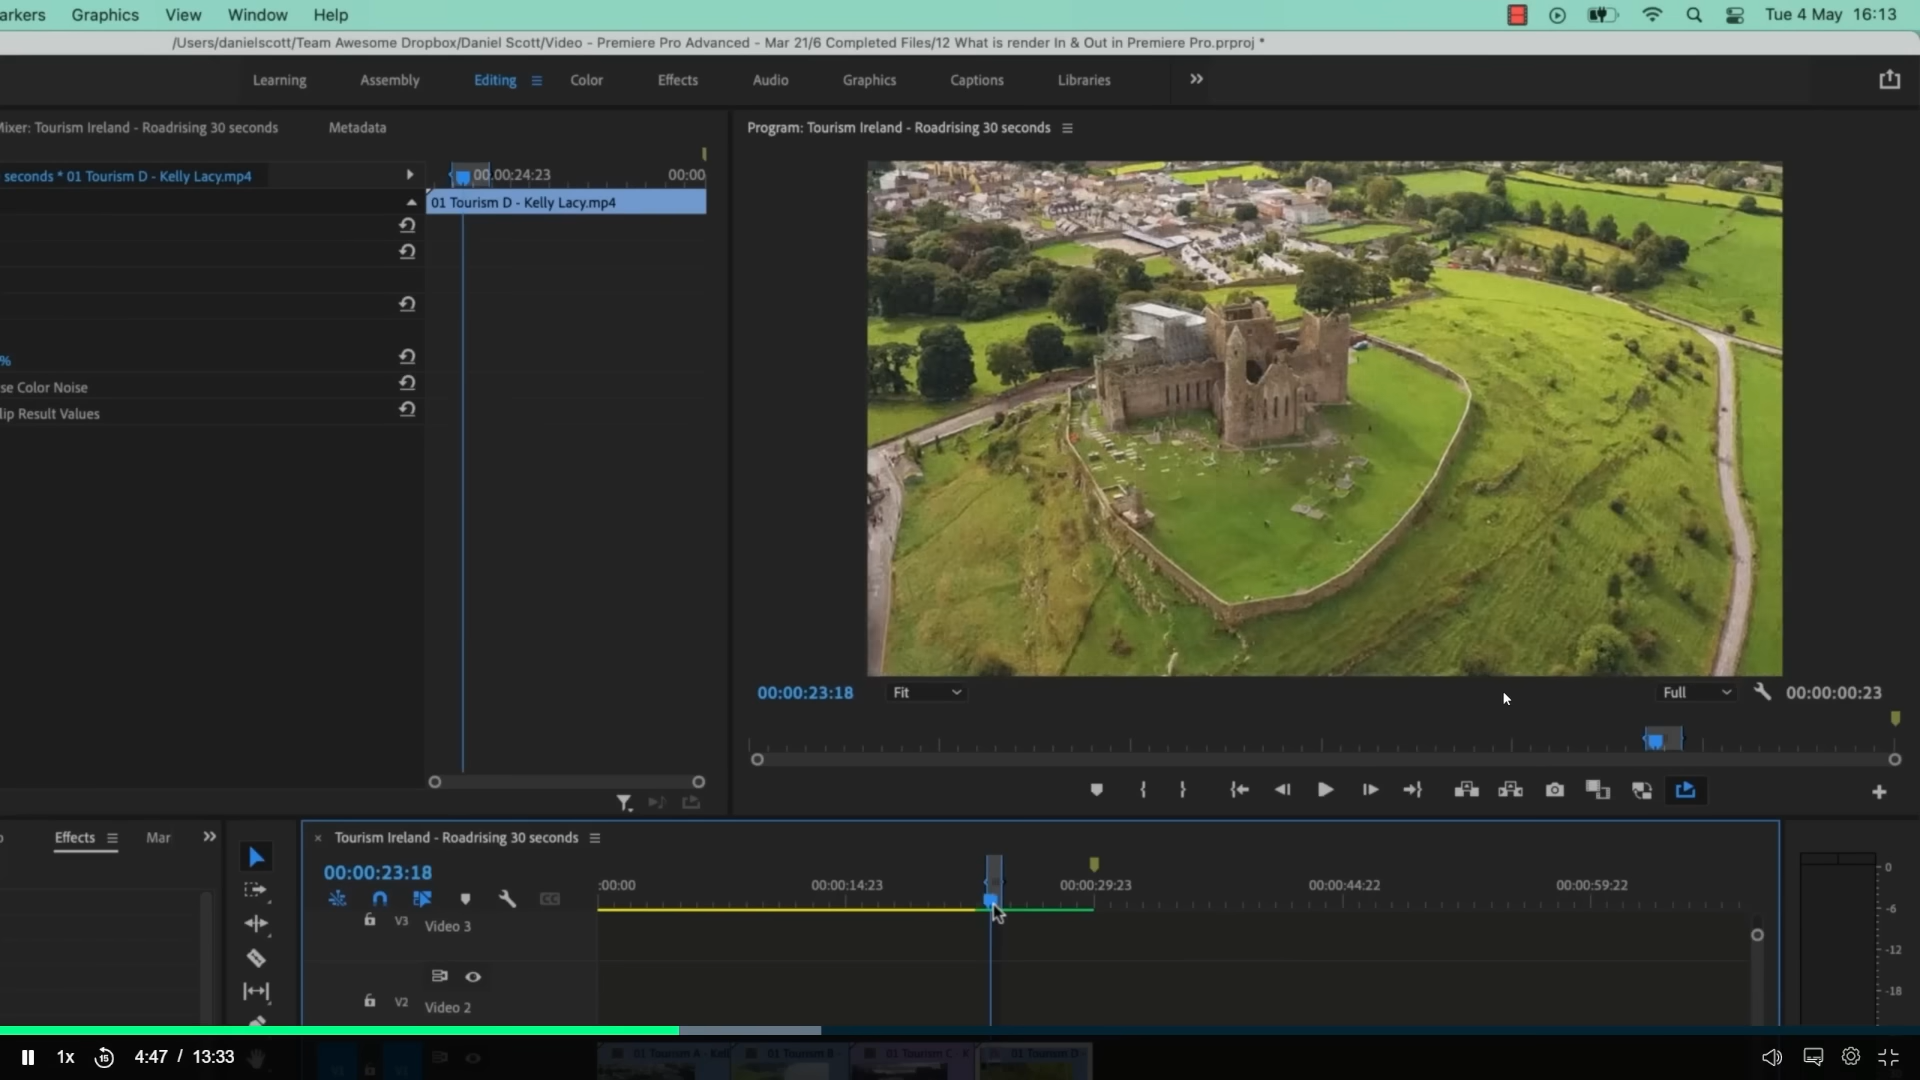 arkers Graphics View Window Help Tue 4 May 16:13
/Users/danielscott/Team Awesome Dropbox/Daniel Scott/Video - Premiere Pro Advanced - Mar 21/6 Completed Files/12 What is render In & Out in Premiere Pro.prproj *
Learning Assembly Editing Color Effects Audio Graphics Captions Libraries
Mixer: Tourism Ireland - Roadrising 30 seconds Metadata
Program: Tourism Ireland - Roadrising 30 seconds
seconds * 01 Tourism D - Kelly Lacy.mp4
00:00:24:23 00:00
01 Tourism D - Kelly Lacy.mp4
%
se Color Noise
lip Result Values
00:00:23:18 Fit Full 00:00:00:23
Effects Mar
Tourism Ireland - Roadrising 30 seconds
00:00:23:18
:00:00 00:00:14:23 00:00:29:23 00:00:44:22 00:00:59:22
V3 Video 3
V2 Video 2
V1
01 Tourism A - Kell 01 Tourism B - 01 Tourism C 01 Tourism D -
0
-6
-12
-18
1x 15 4:47 / 13:33